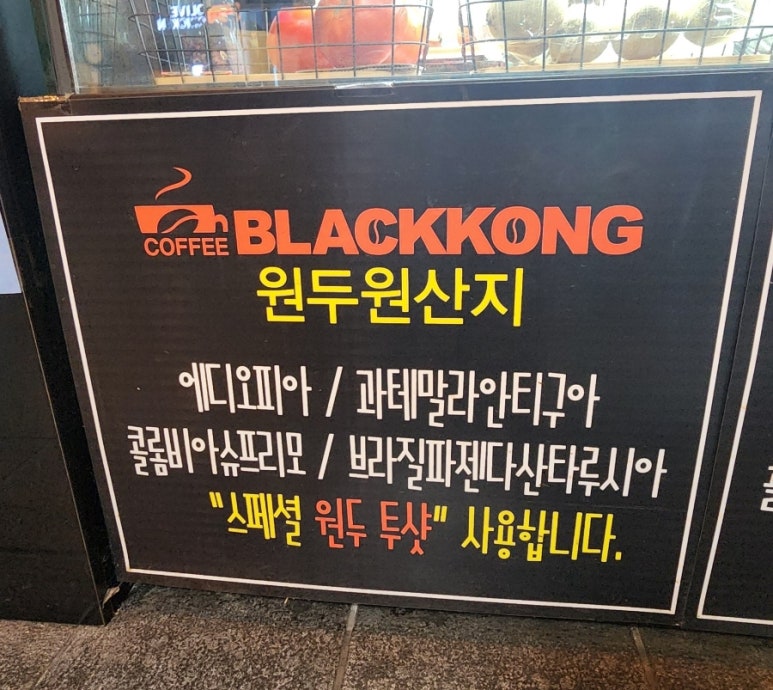 OLIVE
COFFEE BLACKKONG
원두원산지
에디오피아 / 과테말라안티구아
콜롬비아슈프리모 / 브라질파젠다산타루시아
"스페셜 원두 투샷" 사용합니다.